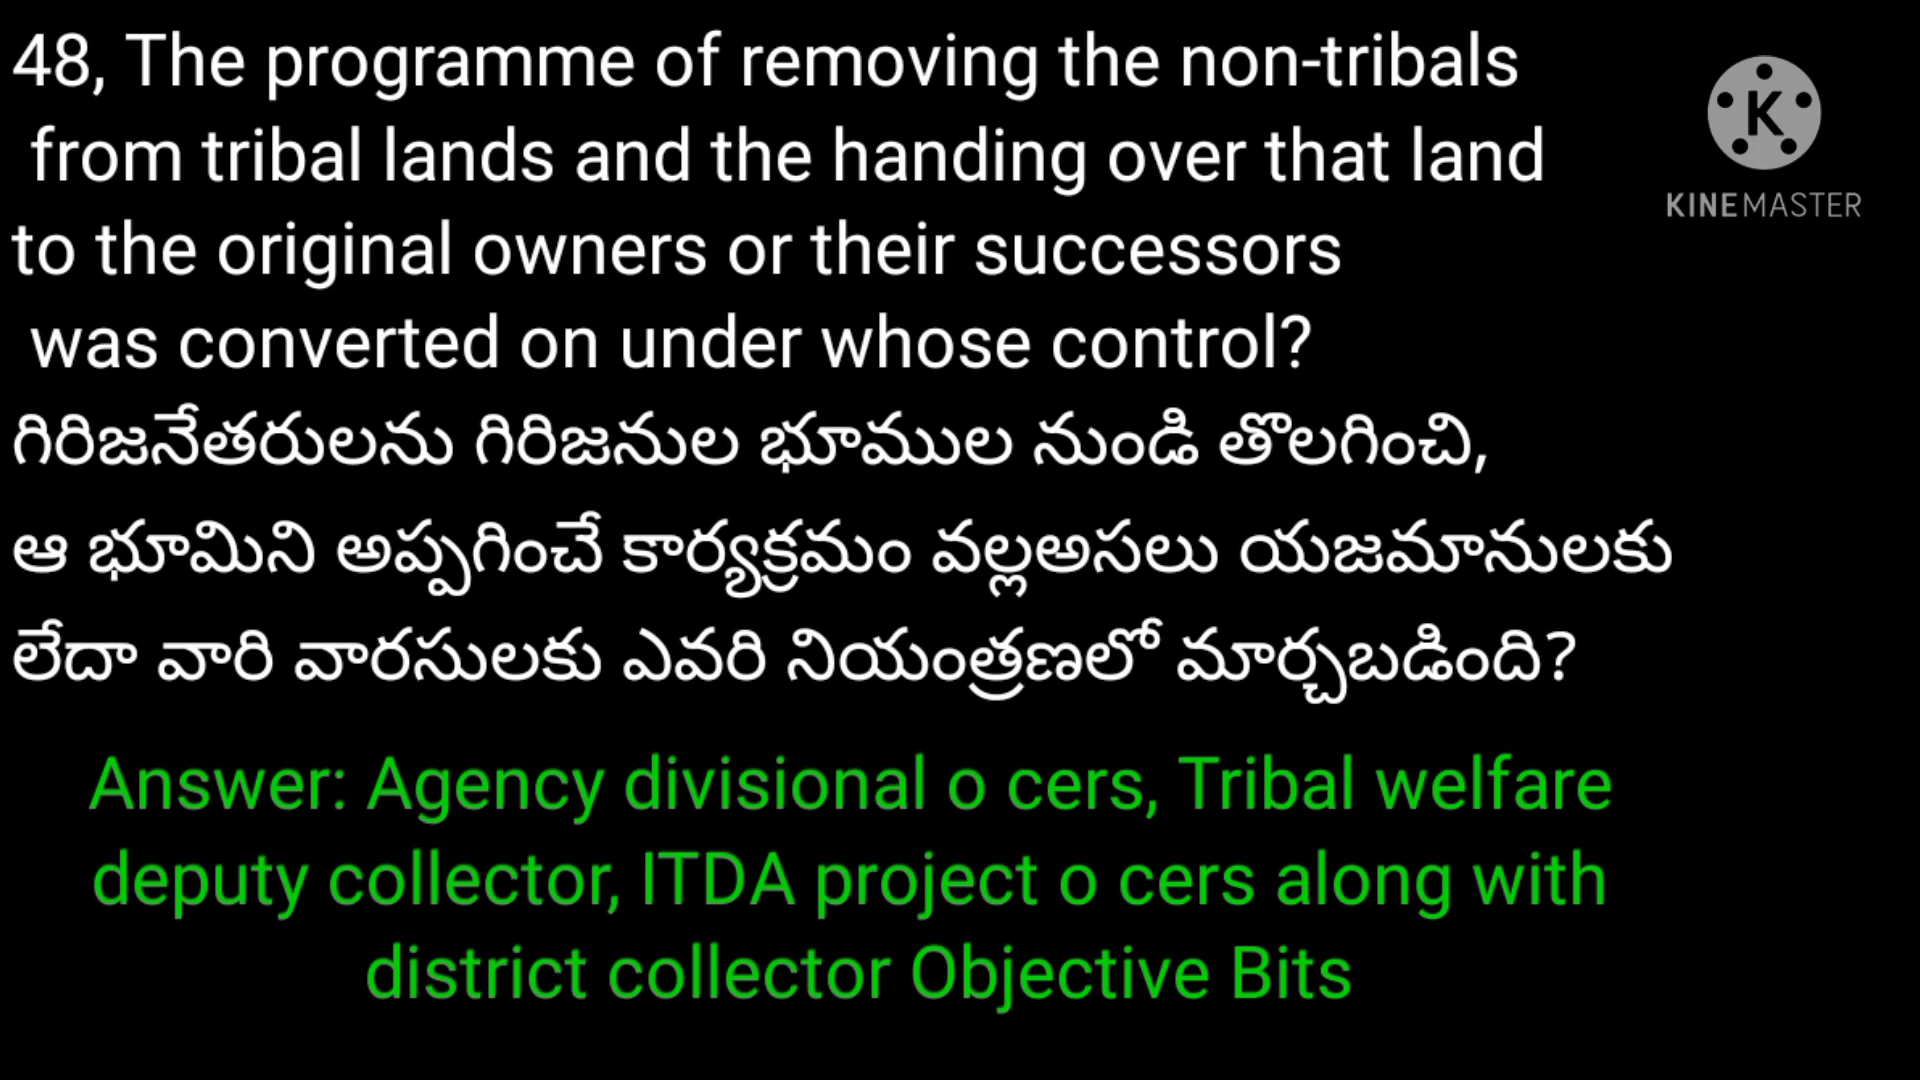 48, The programme of removing the non-tribals
from tribal lands and the handing over that land
to the original owners or their successors
was converted on under whose control?
గిరిజనేతరులను గిరిజనుల భూముల నుండి తొలగించి,
ఆ భూమిని అప్పగించే కార్యక్రమం వల్లఅసలు యజమానులకు
లేదా వారి వారసులకు ఎవరి నియంత్రణలో మార్చబడింది?
Answer: Agency divisional o cers, Tribal welfare
deputy collector, ITDA project o cers along with
district collector Objective Bits
K
KINEMASTER